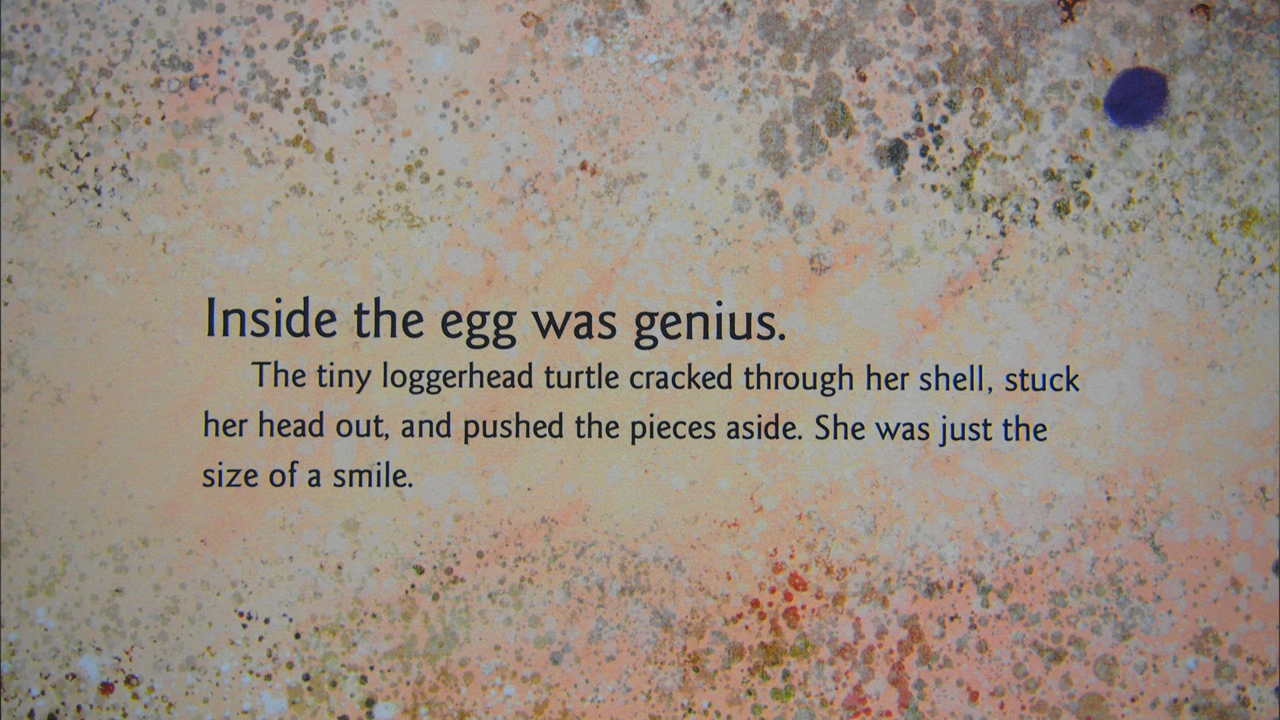 Inside the egg was genius.
The tiny loggerhead turtle cracked through her shell, stuck
her head out, and pushed the pieces aside. She was just the
size of a smile.